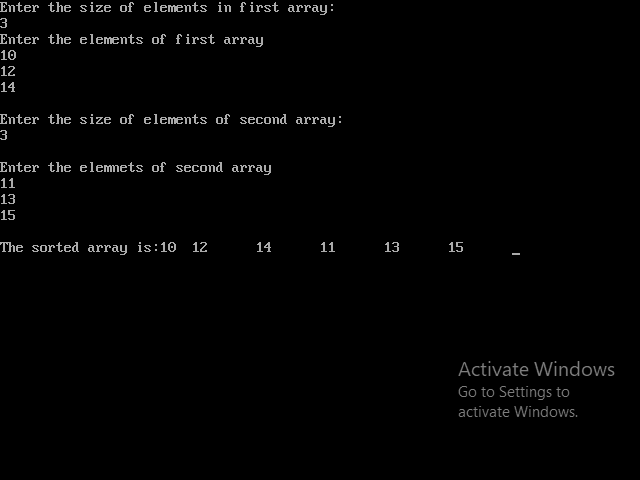 Enter the size of elements in first array:
3
Enter the elements of first array
10
12
14
Enter the size of elements of second array:
3
Enter the elemnets of second array
11
13
15
The sorted array is:10 12 14 11 13 15 _
Activate Windows
Go to Settings to
activate Windows.